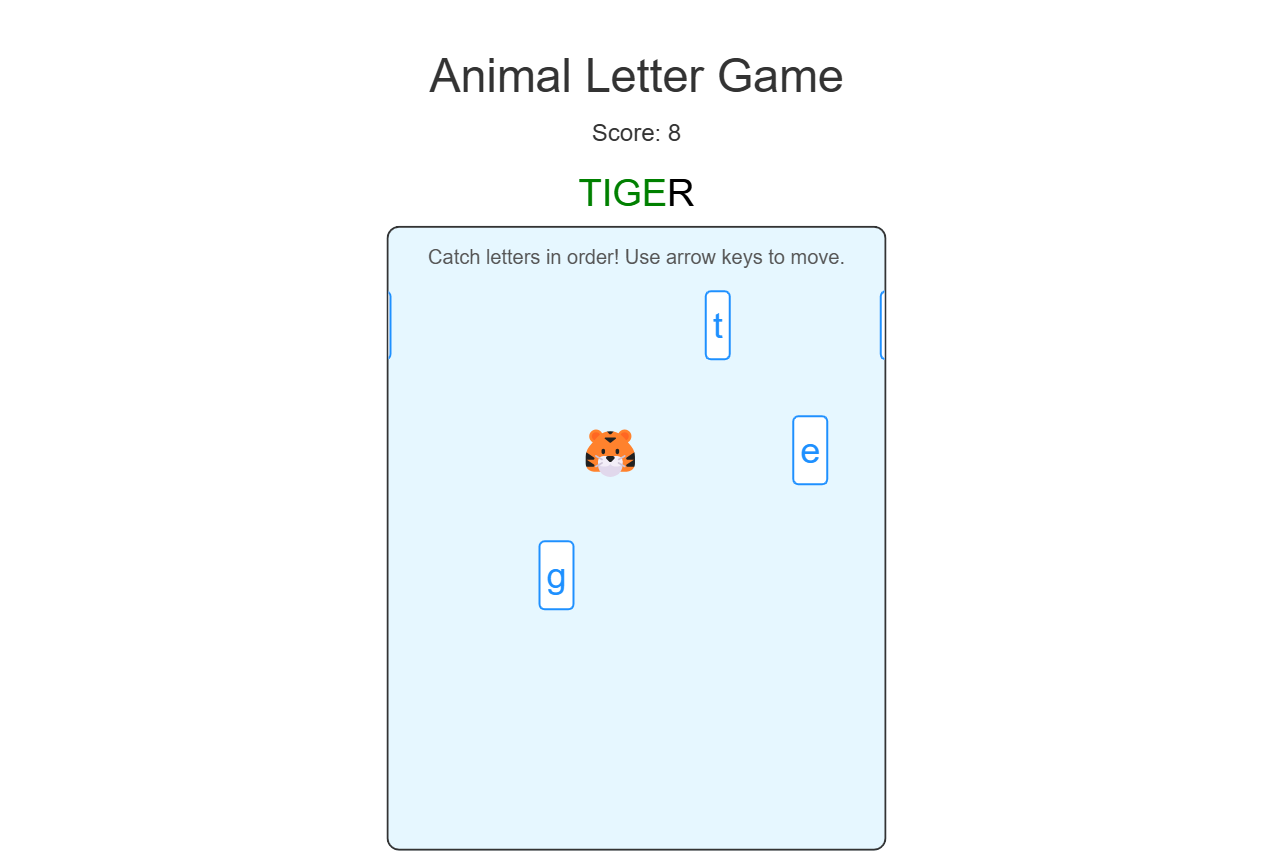 Animal Letter Game
Score: 8
TIGER
Catch letters in order! Use arrow keys to move.
t
e
g